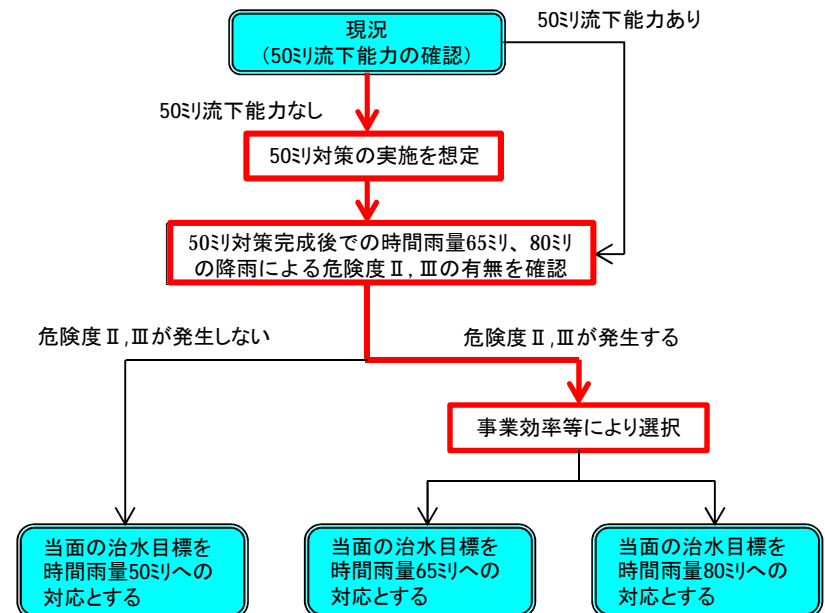 現況
(50ミリ流下能力の確認)
50ミリ流下能力あり
50ミリ流下能力なし
50ミリ対策の実施を想定
50ミリ対策完成後での時間雨量65ミリ、80ミリ
の降雨による危険度Ⅱ,Ⅲの有無を確認
危険度Ⅱ,Ⅲが発生しない
危険度Ⅱ,Ⅲが発生する
事業効率等により選択
当面の治水目標を
時間雨量50ミリへの
対応とする
当面の治水目標を
時間雨量65ミリへの
対応とする
当面の治水目標を
時間雨量80ミリへの
対応とする